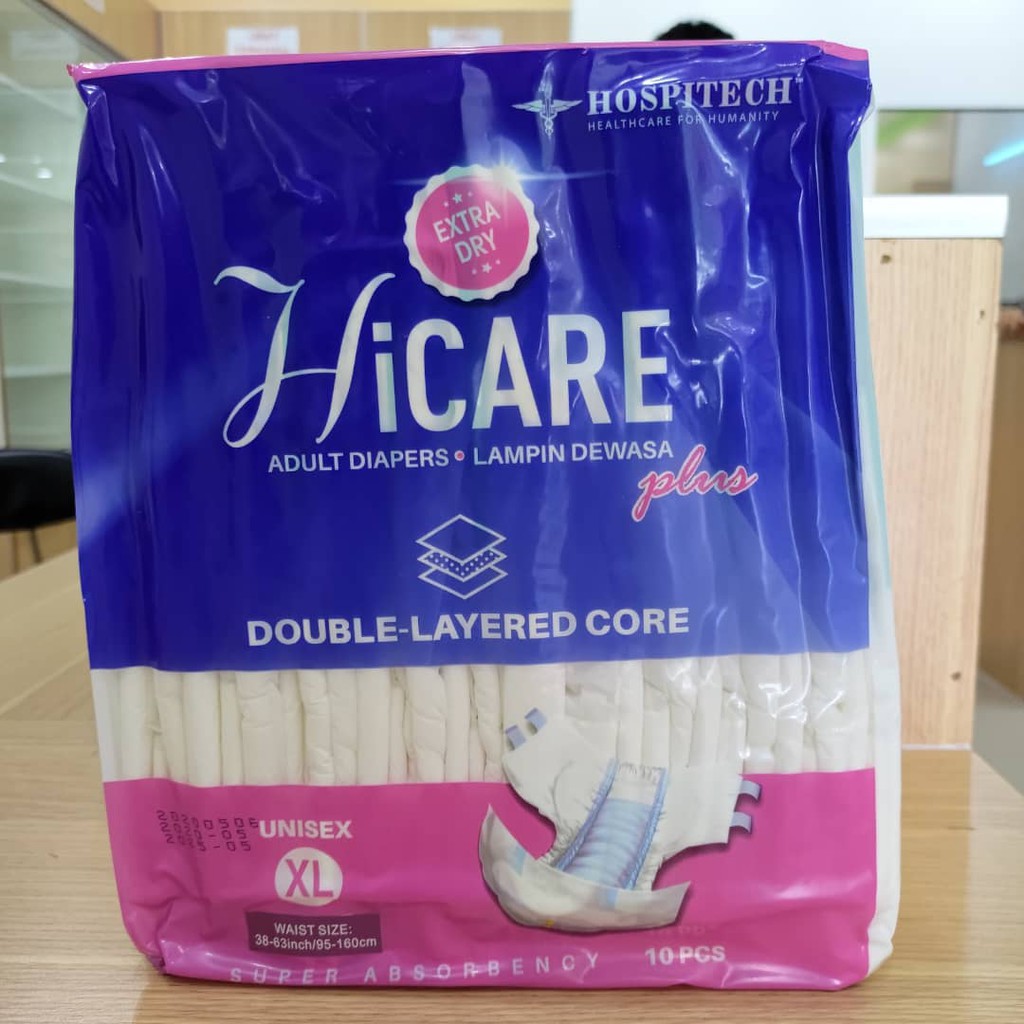 HOSPITECH
HEALTHCARE FOR HUMANITY
EXTRA
DRY
HiCARE
ADULT DIAPERS • LAMPIN DEWASA
plus
DOUBLE-LAYERED CORE
UNISEX
XL
WAIST SIZE:
38-63inch/95-160cm
10 PCS
SUPER ABSORBENCY